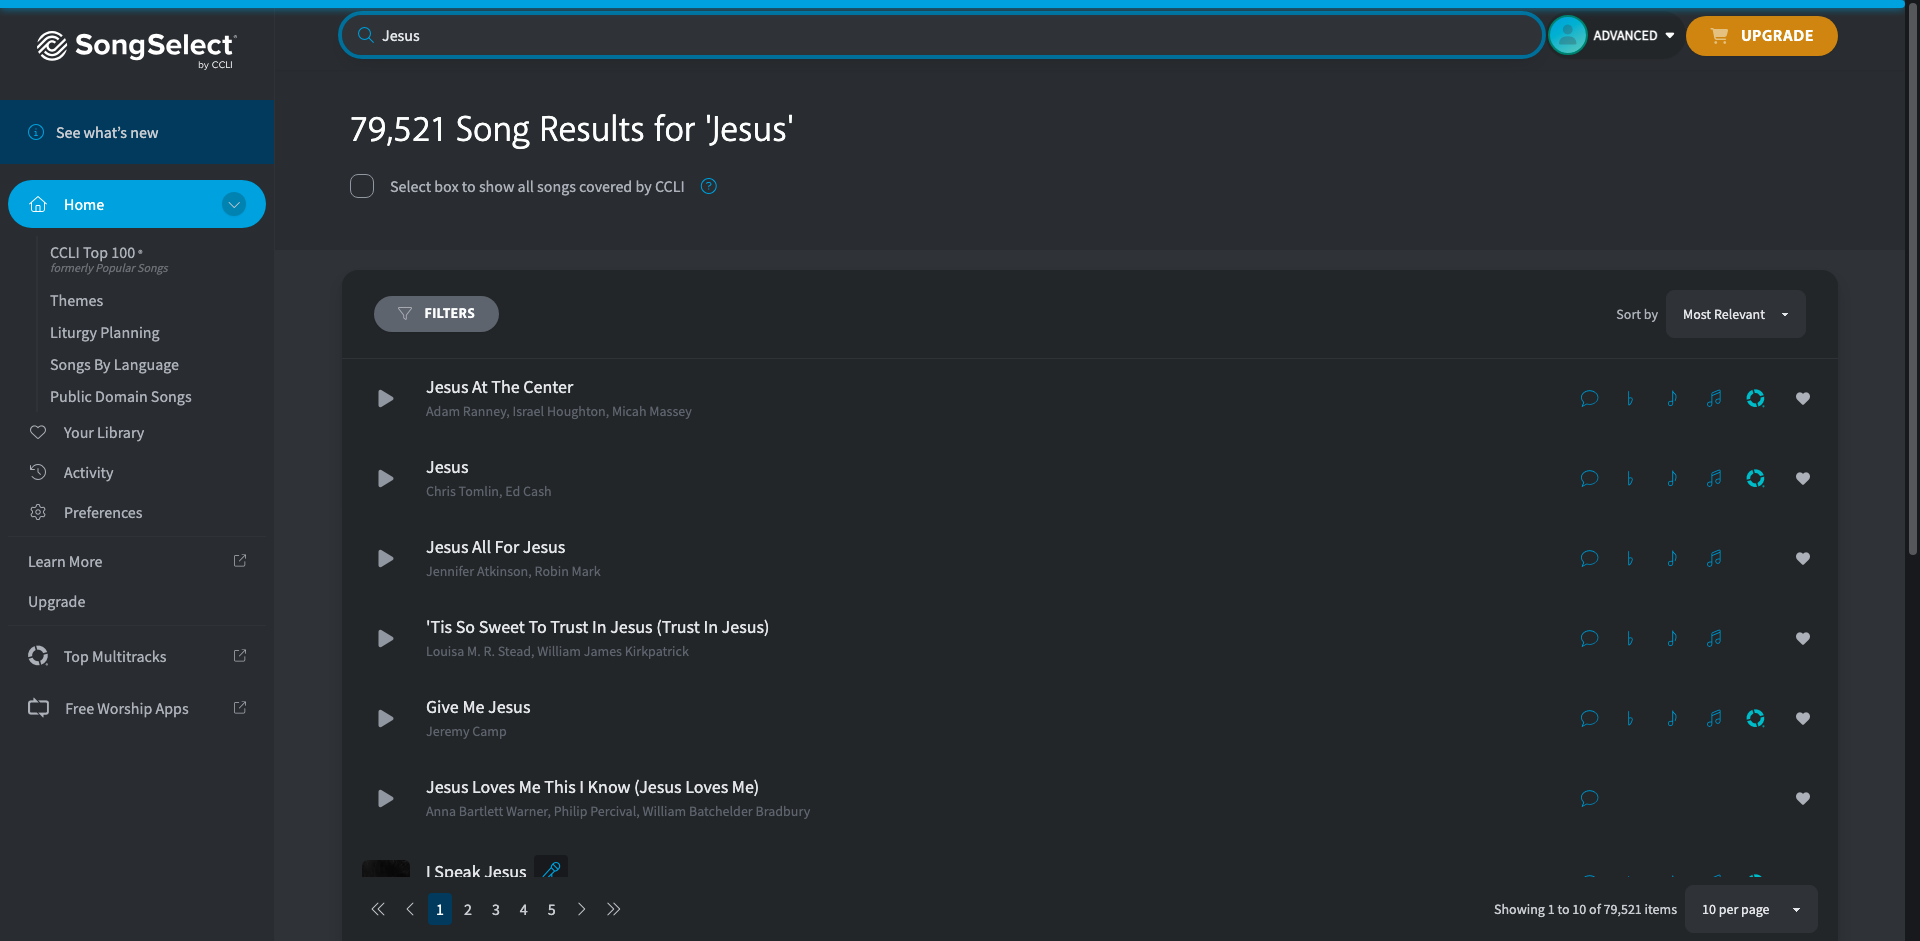 SongSelect
by CCLI
Jesus
ADVANCED
UPGRADE
See what's new
79,521 Song Results for 'Jesus'
Select box to show all songs covered by CCLI
Home
CCLI Top 100
formerly Popular Songs
Themes
Liturgy Planning
Songs By Language
Public Domain Songs
Your Library
Activity
Preferences
Learn More
Upgrade
Top Multitracks
Free Worship Apps
FILTERS
Sort by
Most Relevant
Jesus At The Center
Adam Ranney, Israel Houghton, Micah Massey
Jesus
Chris Tomlin, Ed Cash
Jesus All For Jesus
Jennifer Atkinson, Robin Mark
'Tis So Sweet To Trust In Jesus (Trust In Jesus)
Louisa M. R. Stead, William James Kirkpatrick
Give Me Jesus
Jeremy Camp
Jesus Loves Me This I Know (Jesus Loves Me)
Anna Bartlett Warner, Philip Percival, William Batchelder Bradbury
I Speak Jesus
1 2 3 4 5
Showing 1 to 10 of 79,521 items
10 per page